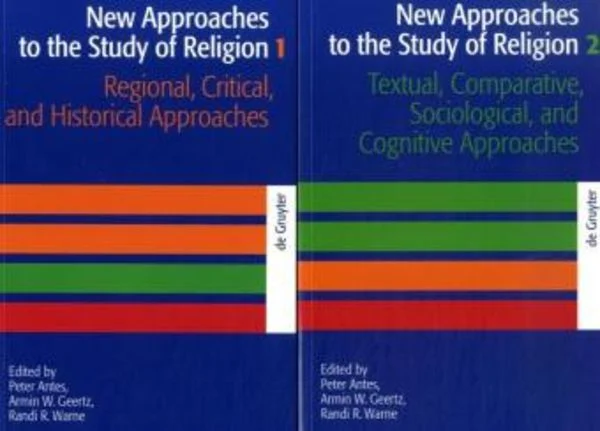 New Approaches
to the Study of Religion 1
Regional, Critical,
and Historical Approaches
de Gruyter
Edited by
Peter Antes,
Armin W. Geertz,
Randi R. Warne
New Approaches
to the Study of Religion 2
Textual, Comparative,
Sociological, and
Cognitive Approaches
de Gruyter
Edited by
Peter Antes,
Armin W. Geertz,
Randi R. Warne